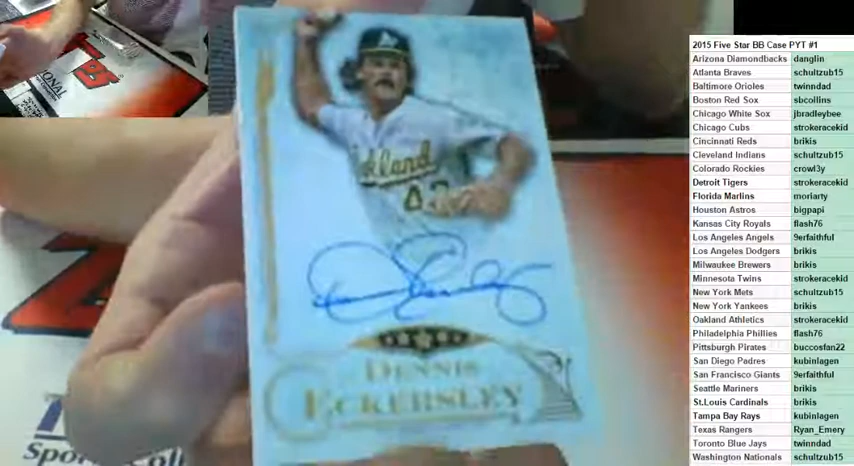 2015 Five Star BB Case PYT #1
Arizona Diamondbacks danglin
Atlanta Braves schultzub15
Baltimore Orioles twinndad
Boston Red Sox sbcollins
Chicago White Sox jbradleybee
Chicago Cubs strokeracekid
Cincinnati Reds brikis
Cleveland Indians schultzub15
Colorado Rockies crowl3y
Detroit Tigers strokeracekid
Florida Marlins moriarty
Houston Astros bigpapi
Kansas City Royals flash76
Los Angeles Angels 9erfaithful
Los Angeles Dodgers brikis
Milwaukee Brewers brikis
Minnesota Twins strokeracekid
New York Mets schultzub15
New York Yankees brikis
Oakland Athletics strokeracekid
Philadelphia Phillies flash76
Pittsburgh Pirates buccosfan22
San Diego Padres kubinlagen
San Francisco Giants 9erfaithful
Seattle Mariners brikis
St.Louis Cardinals brikis
Tampa Bay Rays kubinlagen
Texas Rangers Ryan_Emery
Toronto Blue Jays twinndad
Washington Nationals schultzub15
Oakland
DENNIS
ECKERSLEY